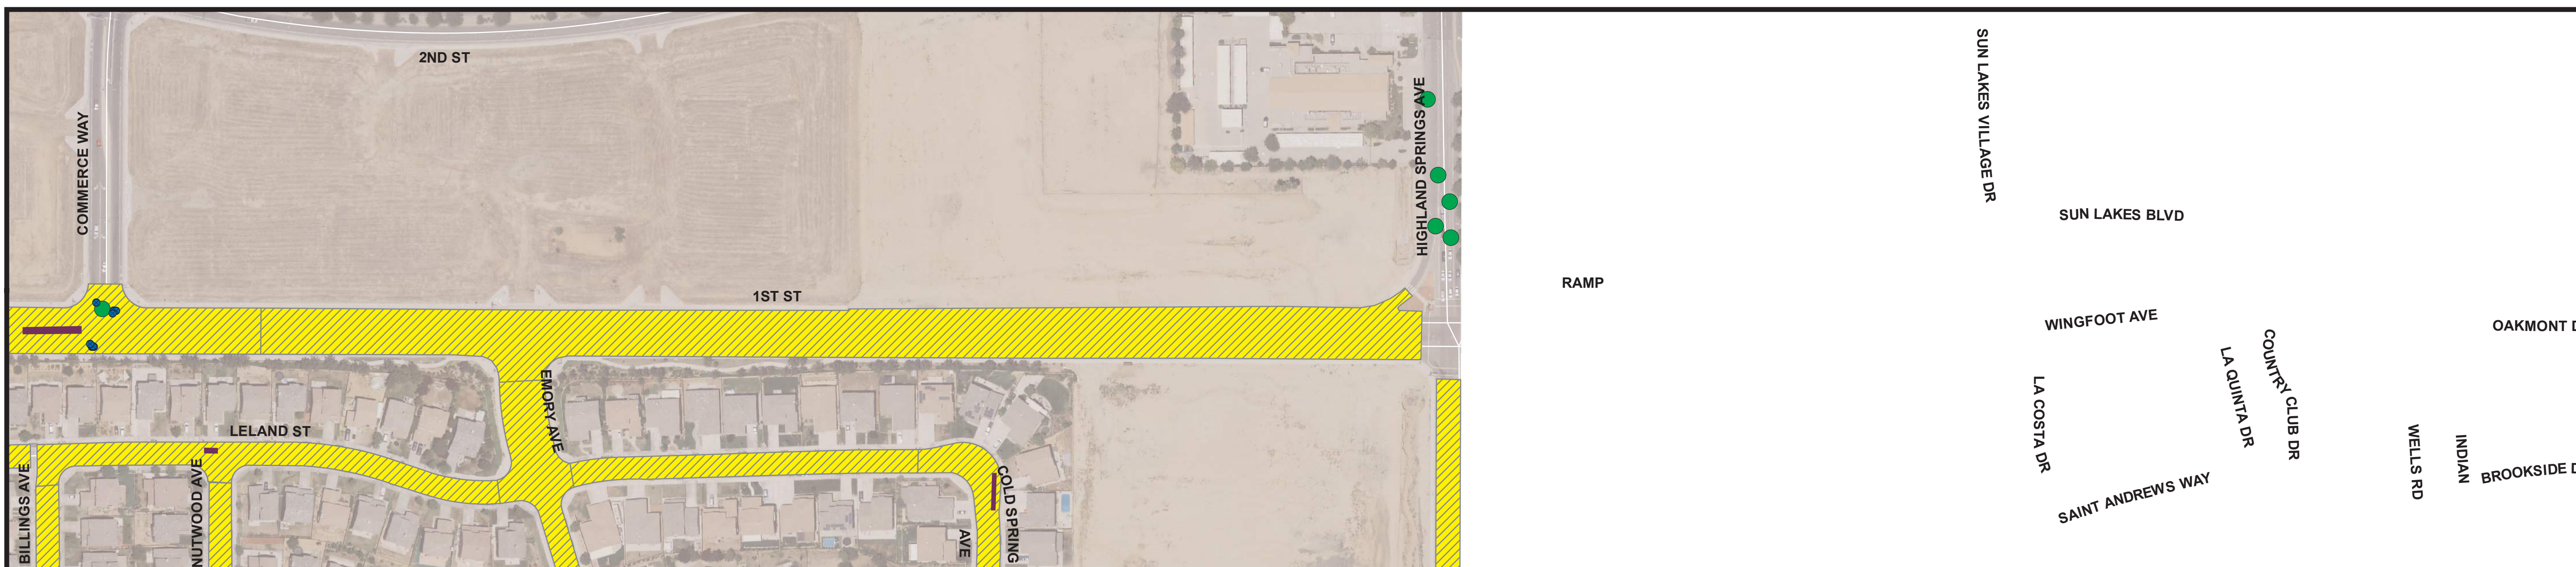 2ND ST
COMMERCE WAY
HIGHLAND SPRINGS AVE
SUN LAKES VILLAGE DR
SUN LAKES BLVD
RAMP
1ST ST
WINGFOOT AVE
OAKMONT D
EMORY AVE
LA COSTA DR
LA QUINTA DR
COUNTRY CLUB DR
LELAND ST
BILLINGS AVE
NUTWOOD AVE
COLD SPRING
AVE
WELLS RD
INDIAN
BROOKSIDE D
SAINT ANDREWS WAY